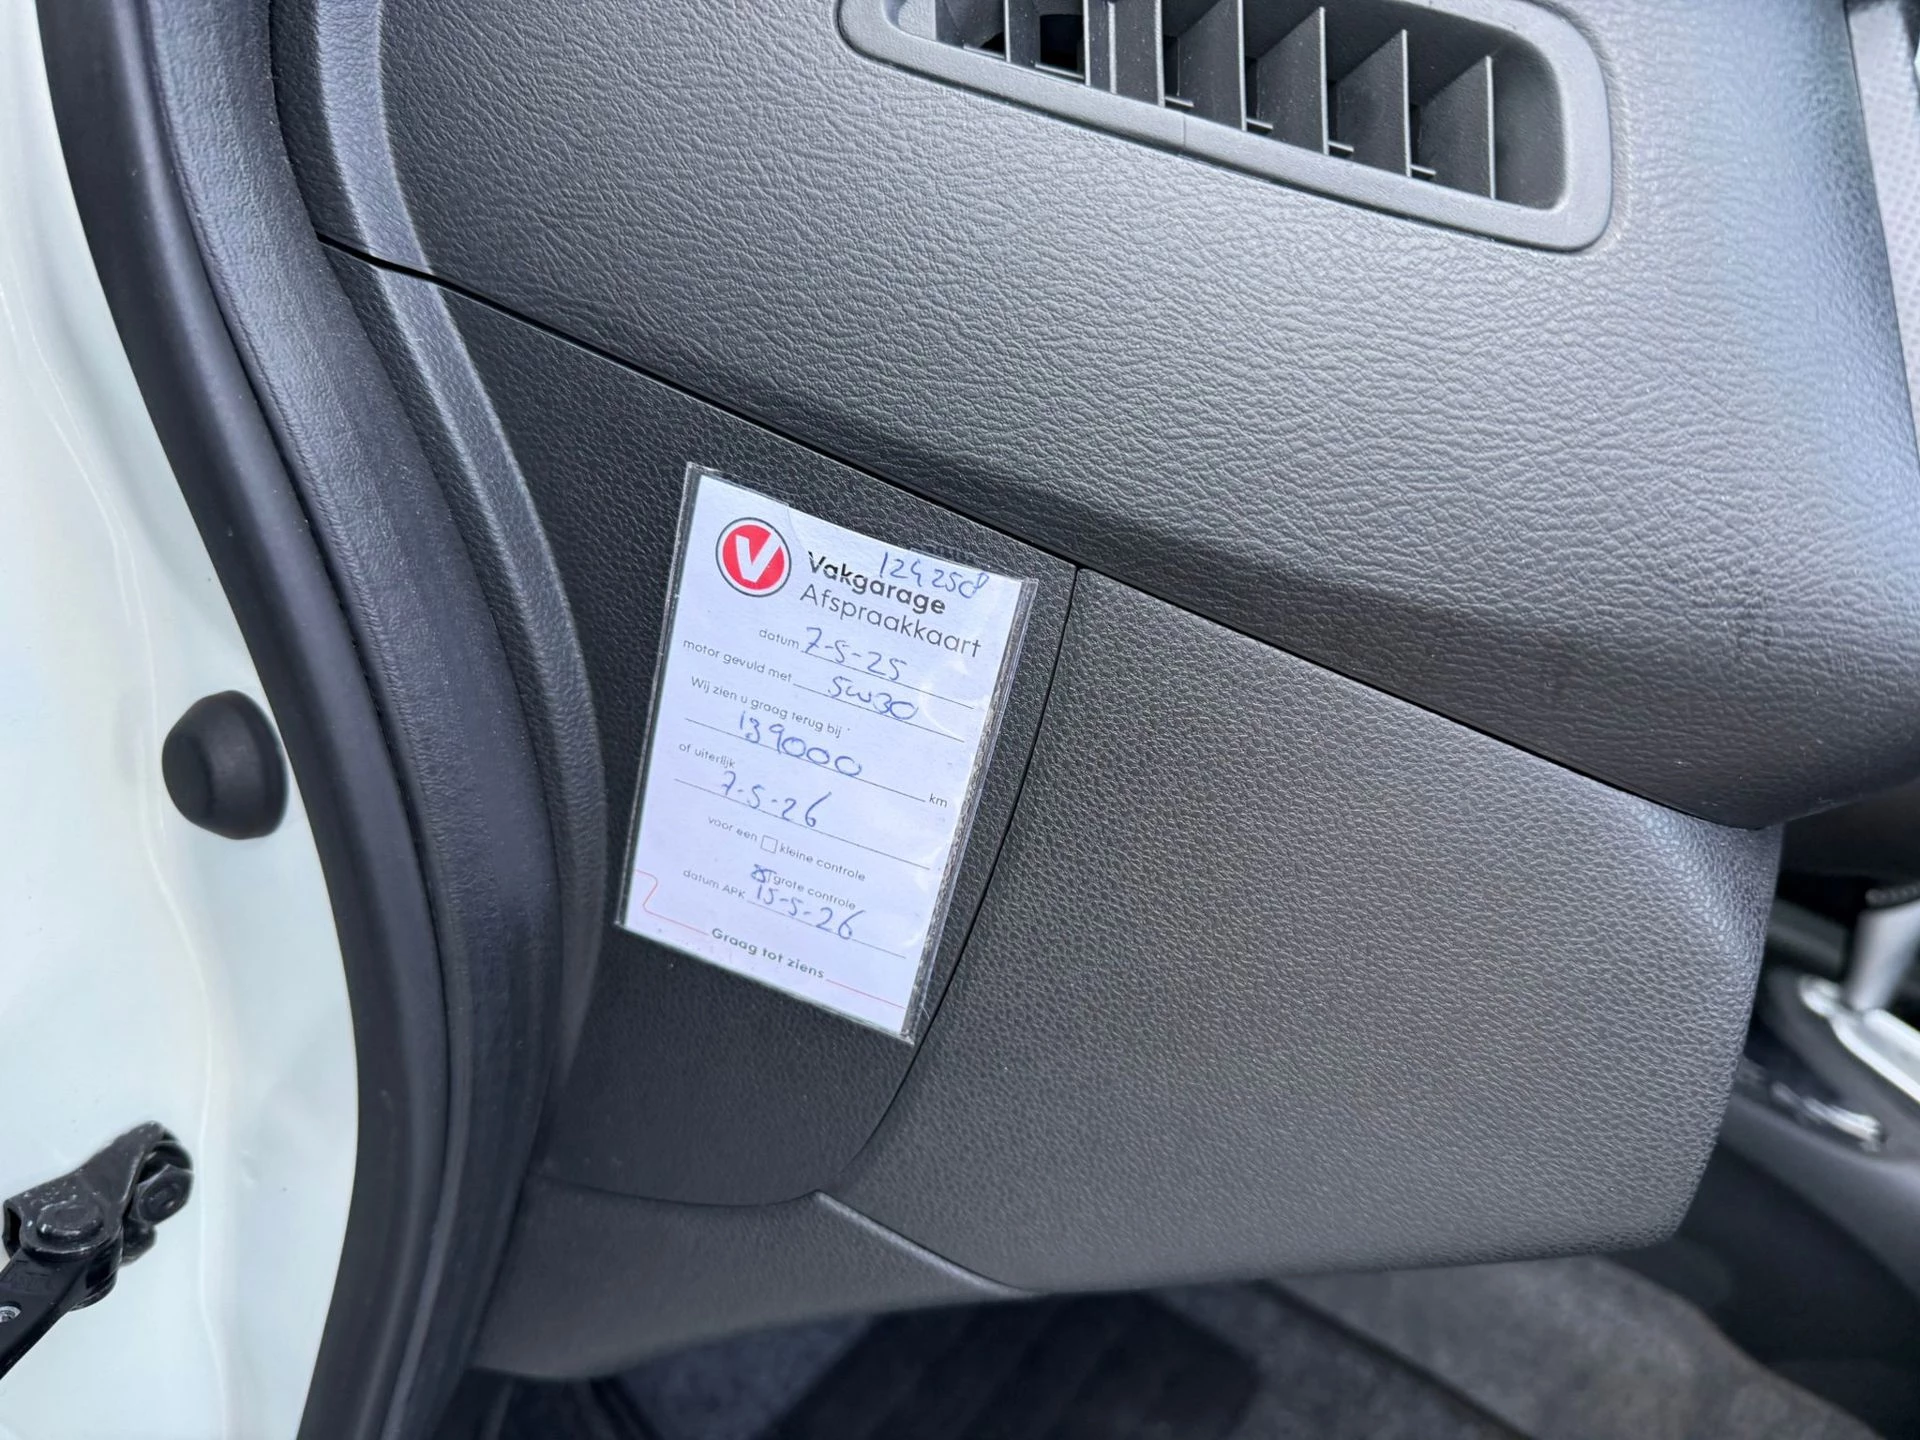 V
124250
Vakgarage
Afspraakkaart
datum 7-5-25
motor gevuld met 5w30
Wij zien u graag terug bij
139000 km
of uiterlijk
7-5-26
voor een kleine controle
grote controle
datum APK 15-5-26
Graag tot ziens